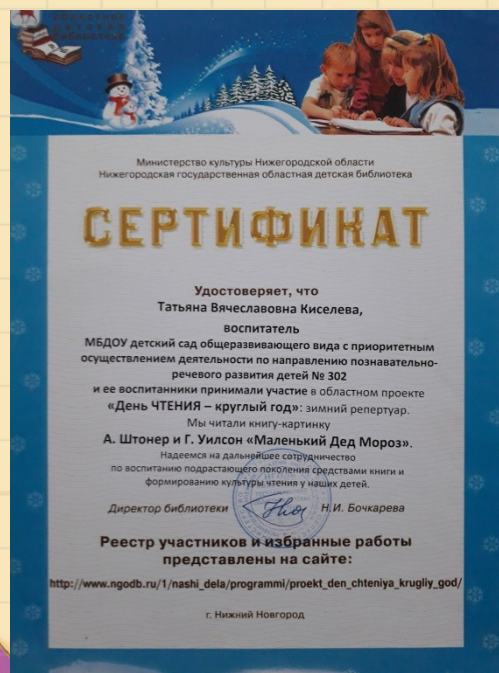 ОБЛАСТНАЯ
ДЕТСКАЯ
БИБЛИОТЕКА
Министерство культуры Нижегородской области
Нижегородская государственная областная детская библиотека
СЕРТИФИКАТ
Удостоверяет, что
Татьяна Вячеславовна Киселева,
воспитатель
МБДОУ детский сад общеразвивающего вида с приоритетным
осуществлением деятельности по направлению познавательно-
речевого развития детей № 302
и ее воспитанники принимали участие в областном проекте
«День ЧТЕНИЯ – круглый год»: зимний репертуар.
Мы читали книгу-картинку
А. Штонер и Г. Уилсон «Маленький Дед Мороз».
Надеемся на дальнейшее сотрудничество
по воспитанию подрастающего поколения средствами книги и
формированию культуры чтения у наших детей.
Директор библиотеки Н.И. Бочкарева
Реестр участников и избранные работы
представлены на сайте:
http://www.ngodb.ru/1/nashi_dela/programmi/proekt_den_chteniya_krugliy_god/
г. Нижний Новгород